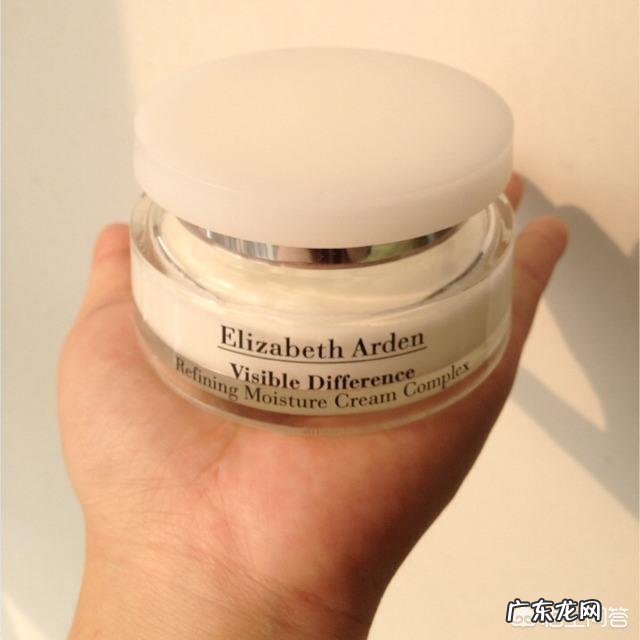 Elizabeth Arden
Visible Difference
Refining Moisture Cream Complex
广东龙网